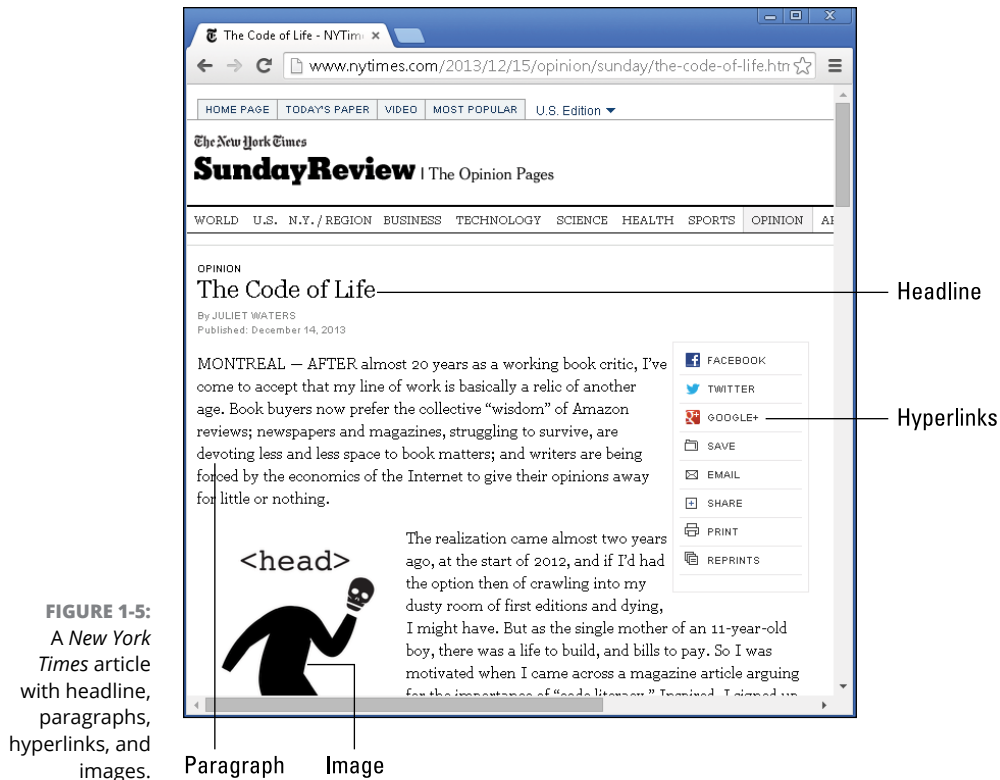 The Code of Life - NYTim
www.nytimes.com/2013/12/15/opinion/sunday/the-code-of-life.htm
HOME PAGE TODAY'S PAPER VIDEO MOST POPULAR U.S. Edition
The New York Times
SundayReview | The Opinion Pages
WORLD U.S. N.Y. / REGION BUSINESS TECHNOLOGY SCIENCE HEALTH SPORTS OPINION
OPINION
The Code of Life
Headline
By JULIET WATERS
Published: December 14, 2013
MONTREAL — AFTER almost 20 years as a working book critic, I've
come to accept that my line of work is basically a relic of another
age. Book buyers now prefer the collective “wisdom” of Amazon
reviews; newspapers and magazines, struggling to survive, are
devoting less and less space to book matters; and writers are being
forced by the economics of the Internet to give their opinions away
for little or nothing.
FACEBOOK
TWITTER
GOOGLE+
Hyperlinks
SAVE
EMAIL
SHARE
PRINT
REPRINTS
<head>
The realization came almost two years
ago, at the start of 2012, and if I'd had
the option then of crawling into my
dusty room of first editions and dying,
I might have. But as the single mother of an 11-year-old
boy, there was a life to build, and bills to pay. So I was
motivated when I came across a magazine article arguing
for the importance of “code literacy.” Inspired, I signed up
Paragraph Image
FIGURE 1-5:
A New York
Times article
with headline,
paragraphs,
hyperlinks, and
images.